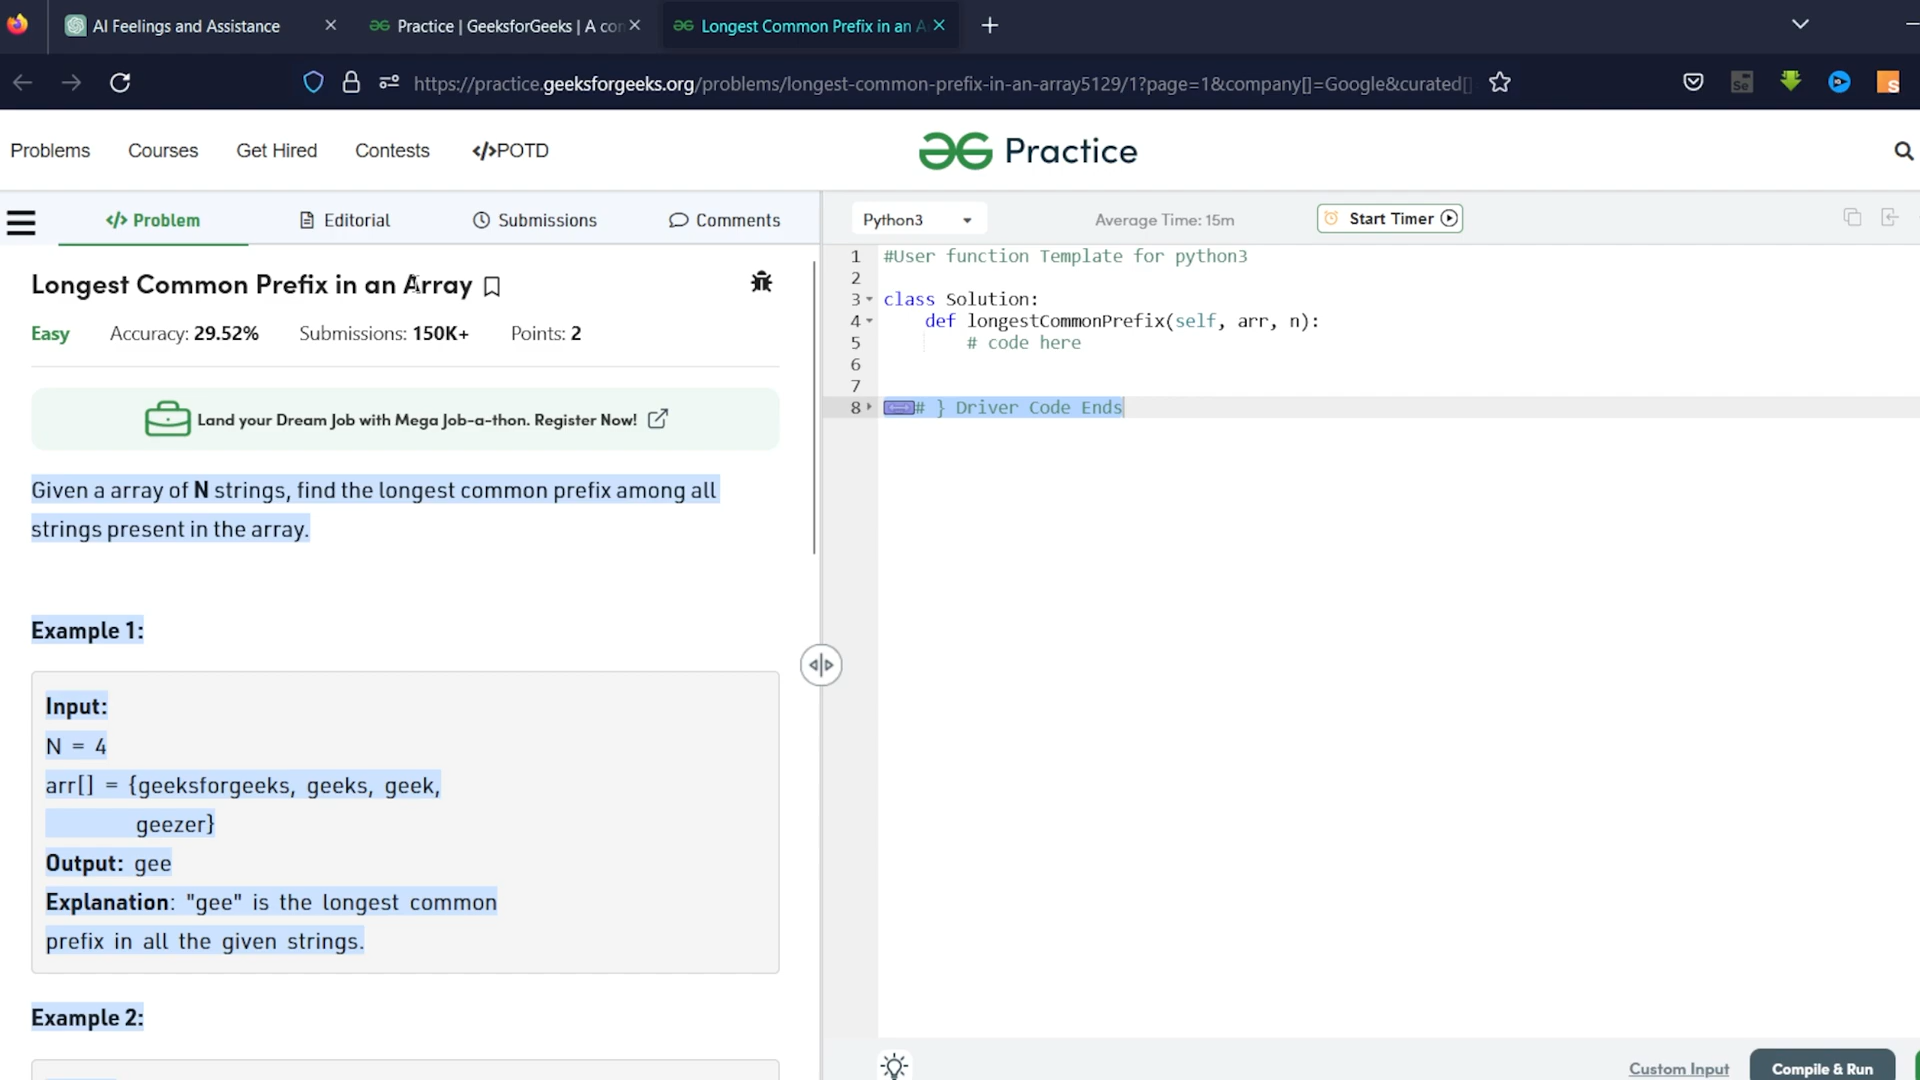 AI Feelings and Assistance
Practice | GeeksforGeeks | A con
Longest Common Prefix in an A
https://practice.geeksforgeeks.org/problems/longest-common-prefix-in-an-array5129/1?page=1&company[]=Google&curated[]
Se
S
Problems
Courses
Get Hired
Contests
</>POTD
Practice
</> Problem
Editorial
Submissions
Comments
Python3
Average Time: 15m
Start Timer
Longest Common Prefix in an Array
Easy
Accuracy: 29.52%
Submissions: 150K+
Points: 2
Land your Dream Job with Mega Job-a-thon. Register Now!
Given a array of N strings, find the longest common prefix among all
strings present in the array.
Example 1:
Input:
N = 4
arr[] = {geeksforgeeks, geeks, geek,
geezer}
Output: gee
Explanation: "gee" is the longest common
prefix in all the given strings.
Example 2:
1 #User function Template for python3
2
3 class Solution:
4 def longestCommonPrefix(self, arr, n):
5 # code here
6
7
8 # } Driver Code Ends
Custom Input
Compile & Run